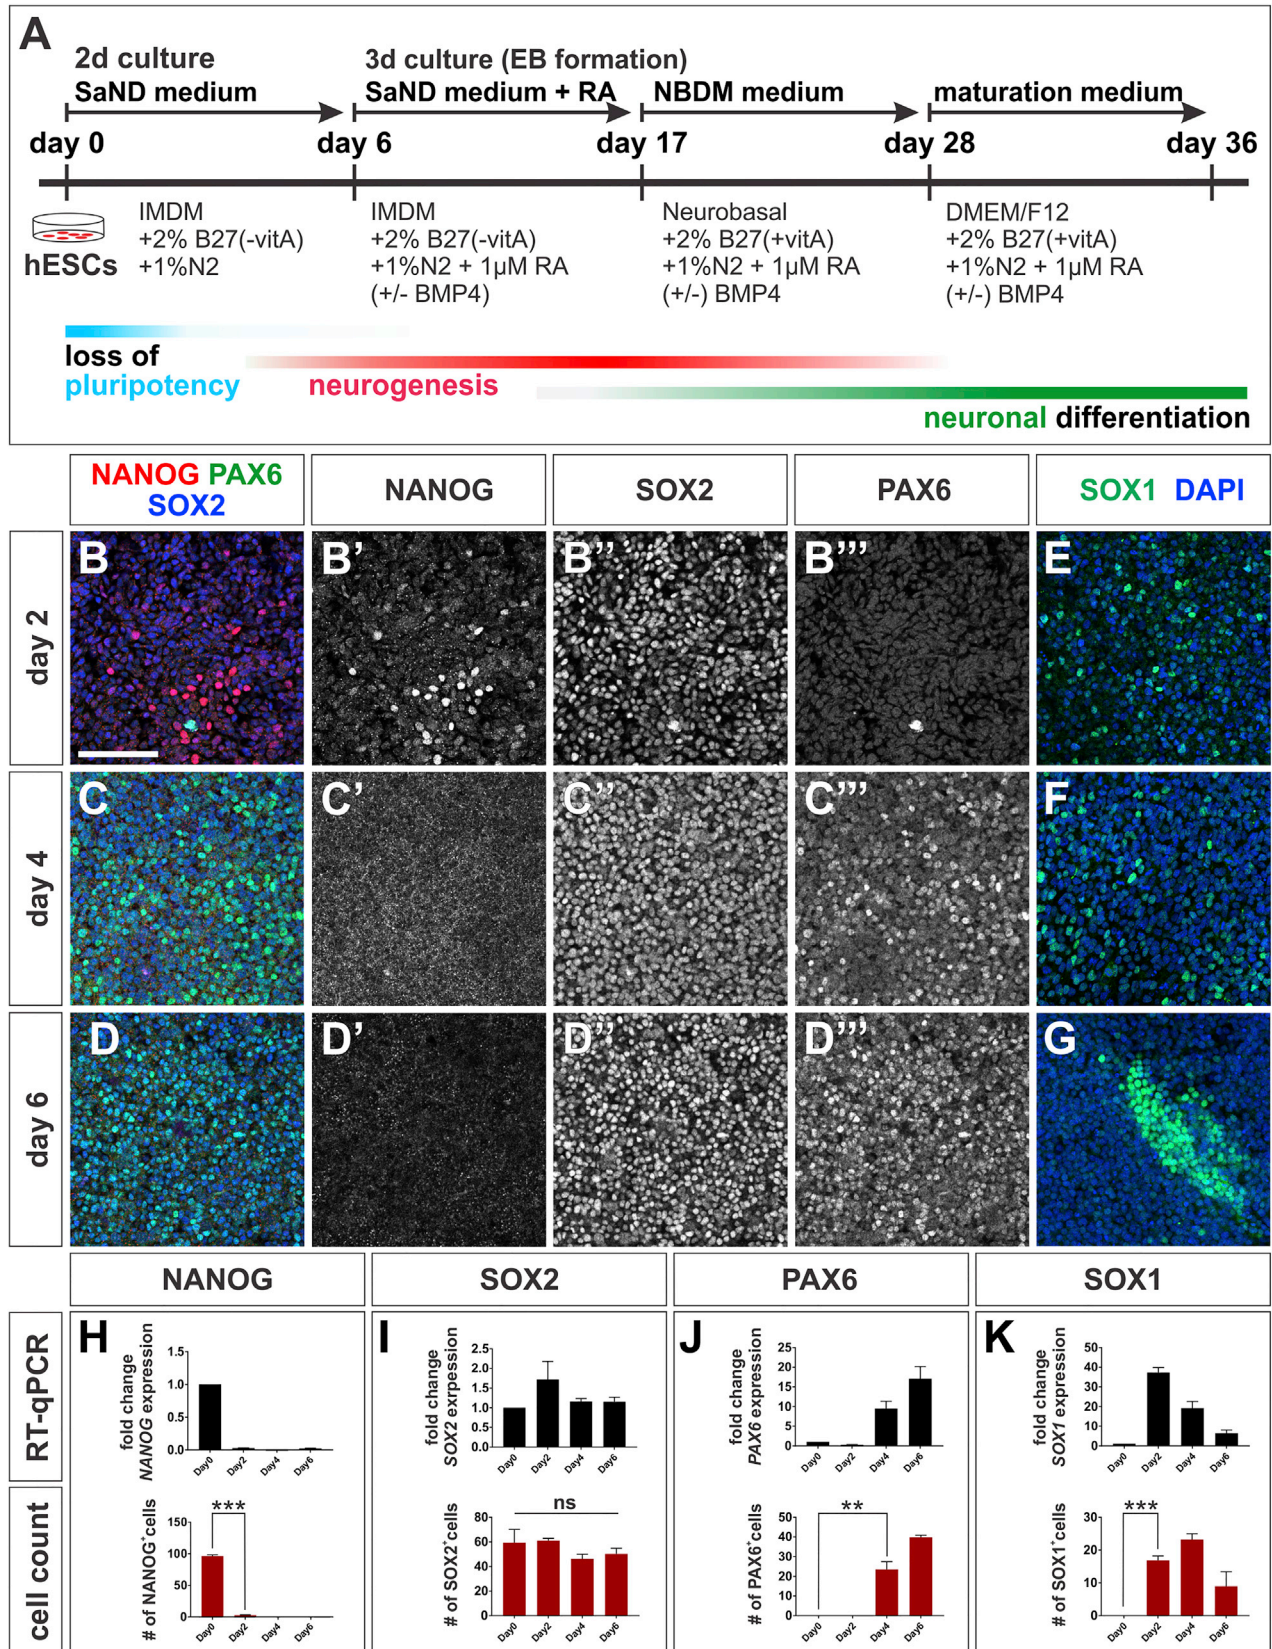 A
2d culture
SaND medium
3d culture (EB formation)
SaND medium + RA
NBDM medium
maturation medium
day 0
day 6
day 17
day 28
day 36
hESCs
IMDM
+2% B27(-vitA)
+1%N2
IMDM
+2% B27(-vitA)
+1%N2 + 1µM RA
(+/- BMP4)
Neurobasal
+2% B27(+vitA)
+1%N2 + 1µM RA
(+/-) BMP4
DMEM/F12
+2% B27(+vitA)
+1%N2 + 1µM RA
(+/-) BMP4
loss of
pluripotency
neurogenesis
neuronal differentiation
NANOG PAX6
SOX2
NANOG
SOX2
PAX6
SOX1 DAPI
day 2
B
B’
B’’
B’’’
E
day 4
C
C’
C’’
C’’’
F
day 6
D
D’
D’’
D’’’
G
NANOG
SOX2
PAX6
SOX1
RT-qPCR
H
fold change
NANOG expression
1.5
1.0
0.5
0.0
Day0
Day2
Day4
Day6
I
fold change
SOX2 exrpession
2.5
2.0
1.5
1.0
0.5
0.0
Day0
Day2
Day4
Day6
J
fold change
PAX6 expression
25
20
15
10
5
0
Day0
Day2
Day4
Day6
K
fold change
SOX1 expression
50
40
30
20
10
0
Day0
Day2
Day4
Day6
cell count
# of NANOG+cells
150
100
50
0
***
Day0
Day2
Day4
Day6
# of SOX2+cells
80
60
40
20
0
ns
Day0
Day2
Day4
Day6
# of PAX6+cells
50
40
30
20
10
0
**
Day0
Day2
Day4
Day6
# of SOX1+cells
30
20
10
0
***
Day0
Day2
Day4
Day6